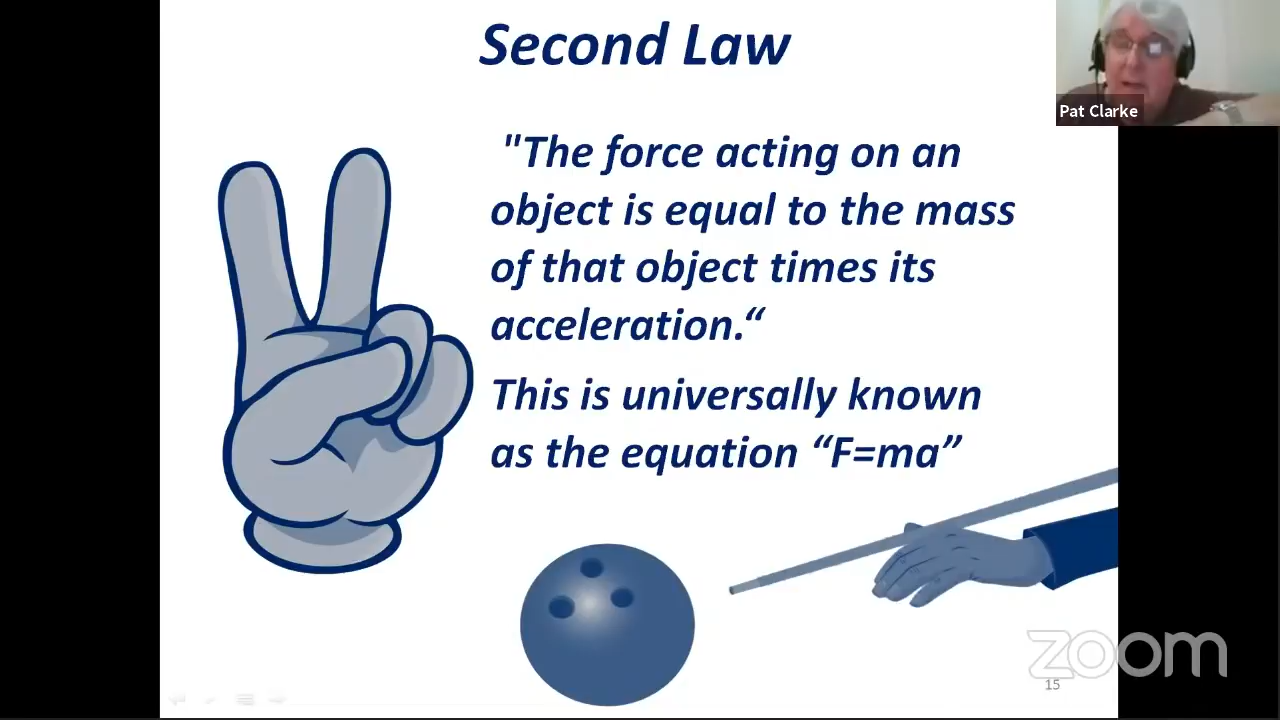 Second Law
Pat Clarke
"The force acting on an
object is equal to the mass
of that object times its
acceleration.“
This is universally known
as the equation “F=ma”
zoom
15